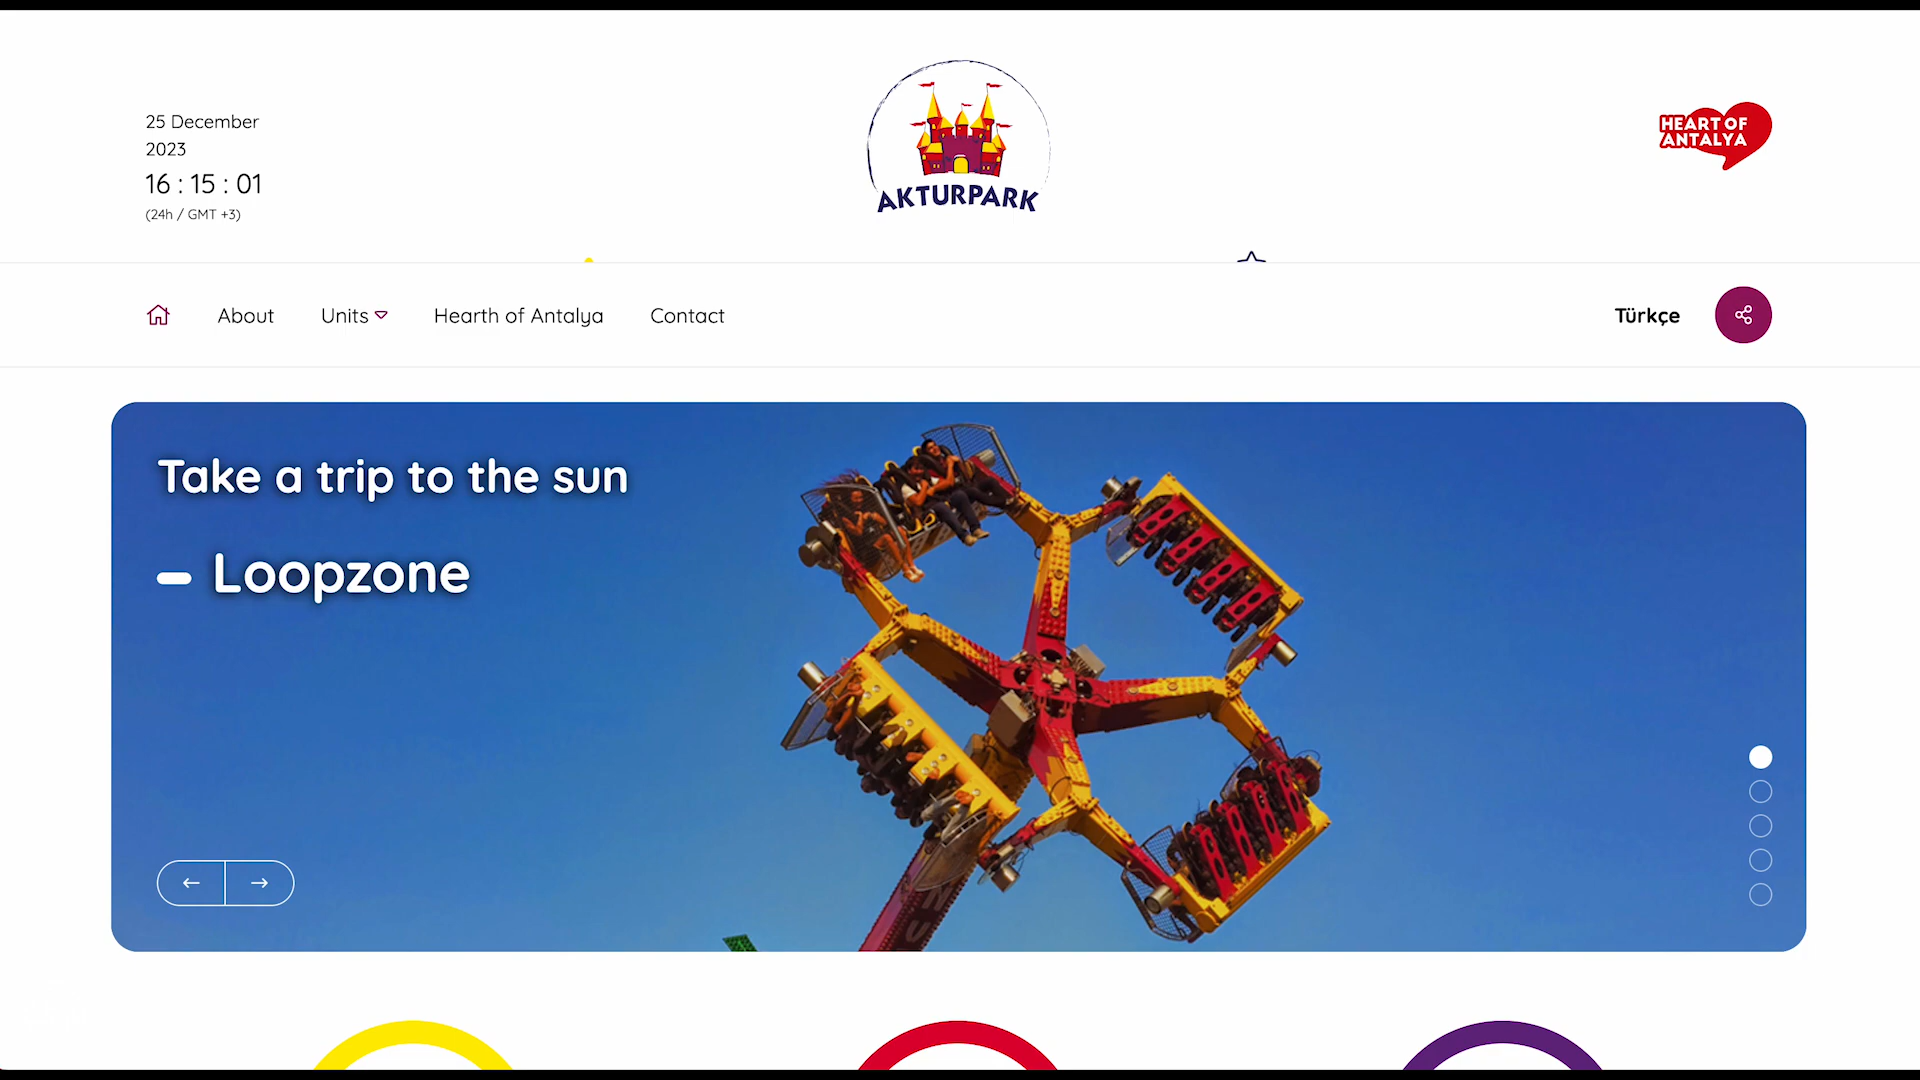 25 December
2023
16 : 15 : 01
(24h / GMT +3)
AKTURPARK
HEART OF
ANTALYA
About
Units
Hearth of Antalya
Contact
Türkçe
Take a trip to the sun
Loopzone